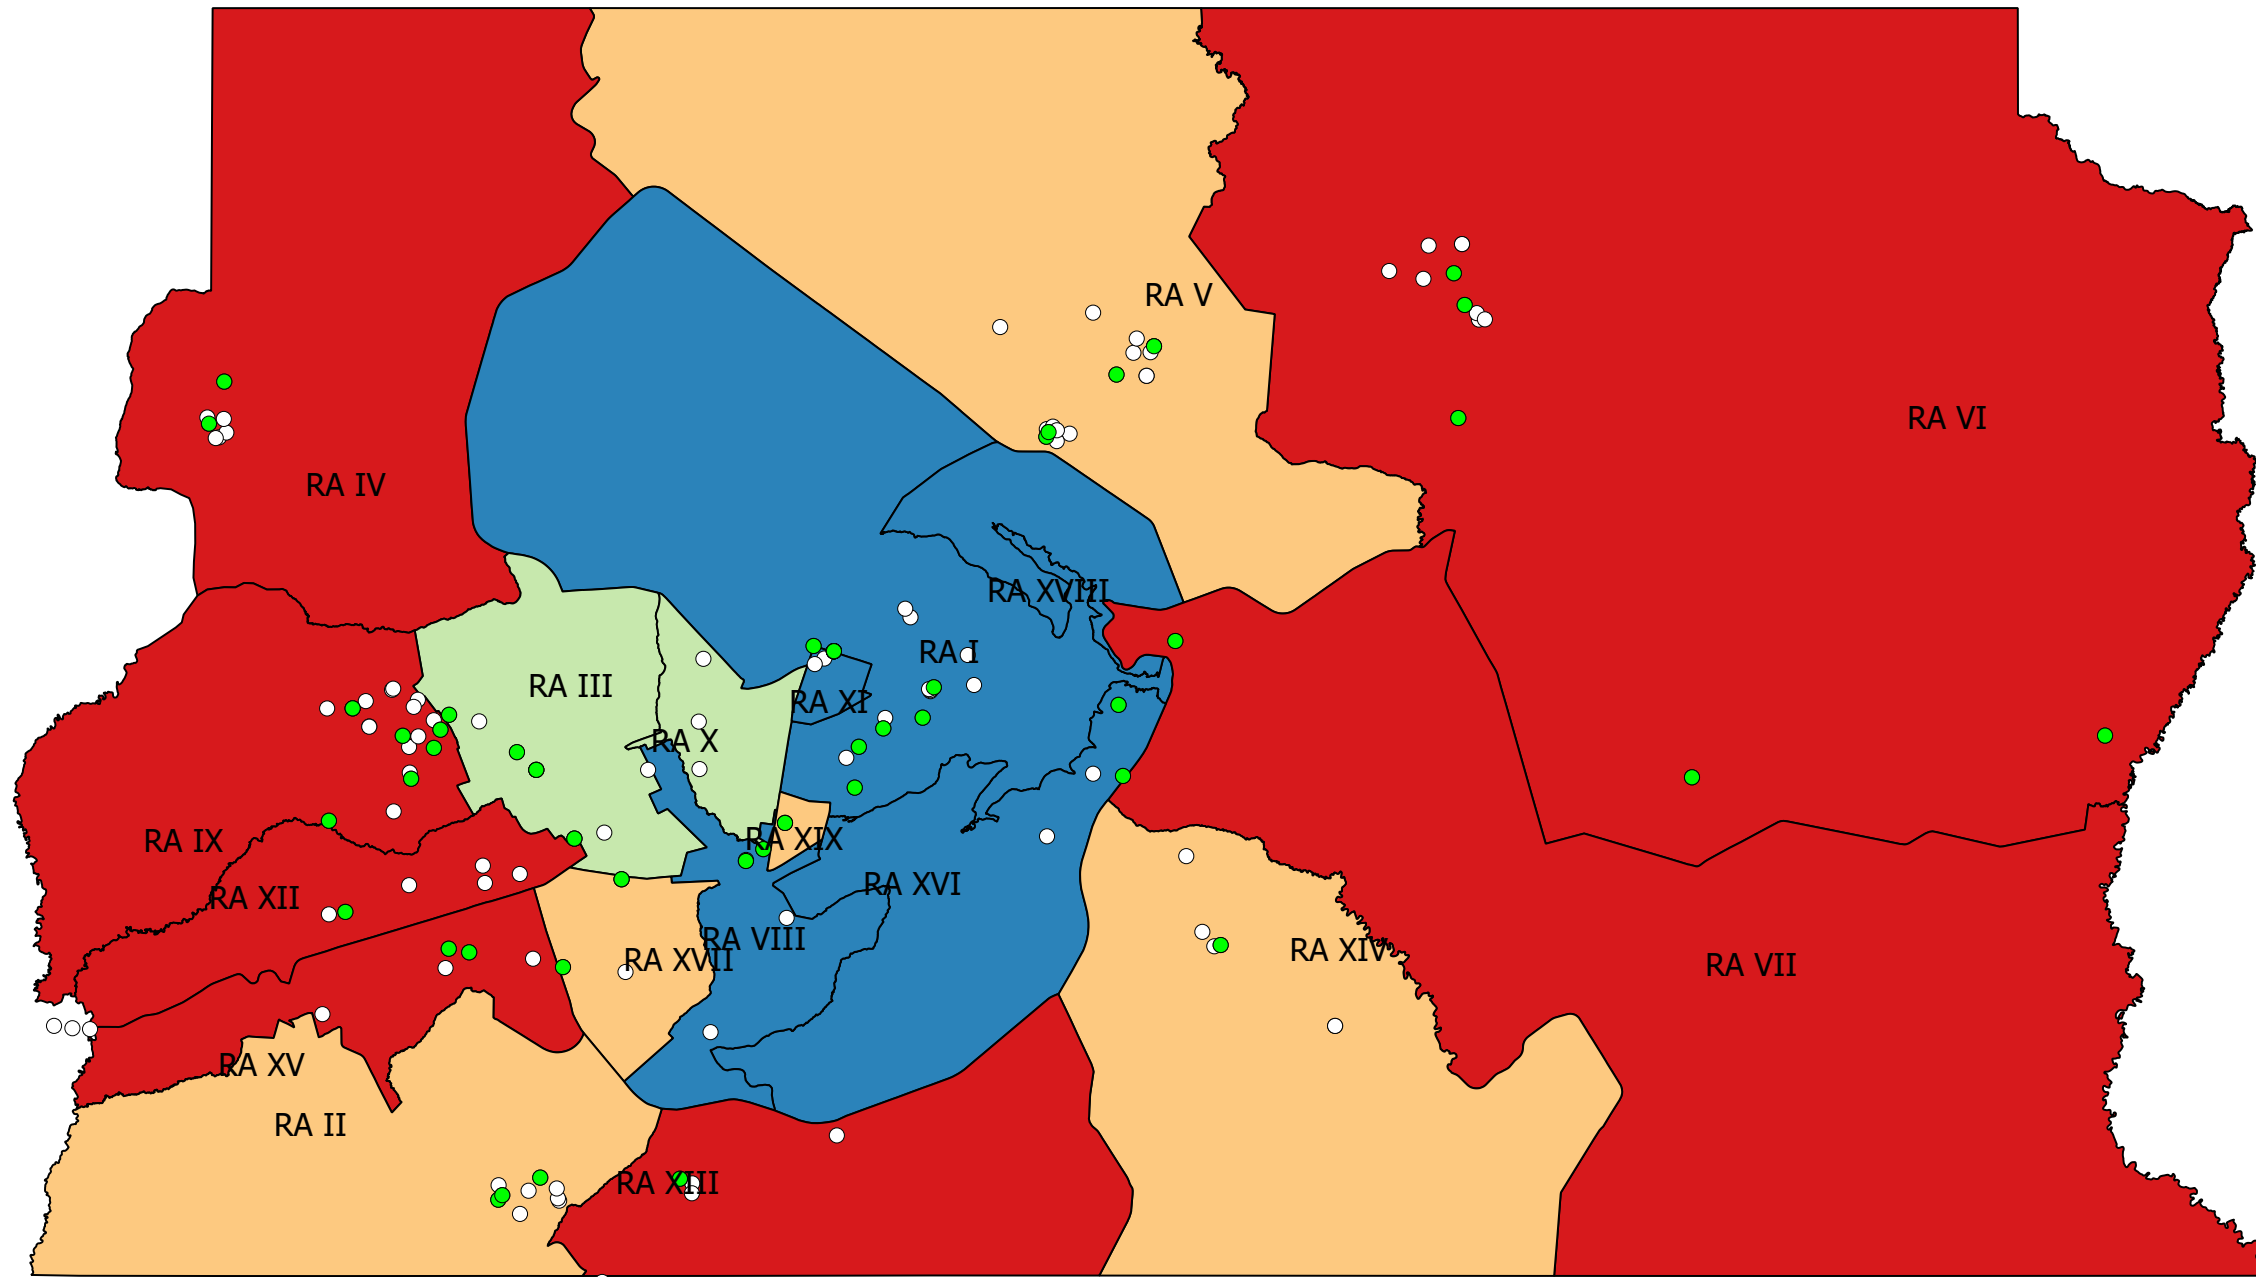 RA V
RA VI
RA IV
RA XVIII
RA I
RA III
RA XI
RA X
RA IX
RA XIX
RA XVI
RA XII
RA VIII
RA XVII
RA XIV
RA VII
RA XV
RA II
RA XIII